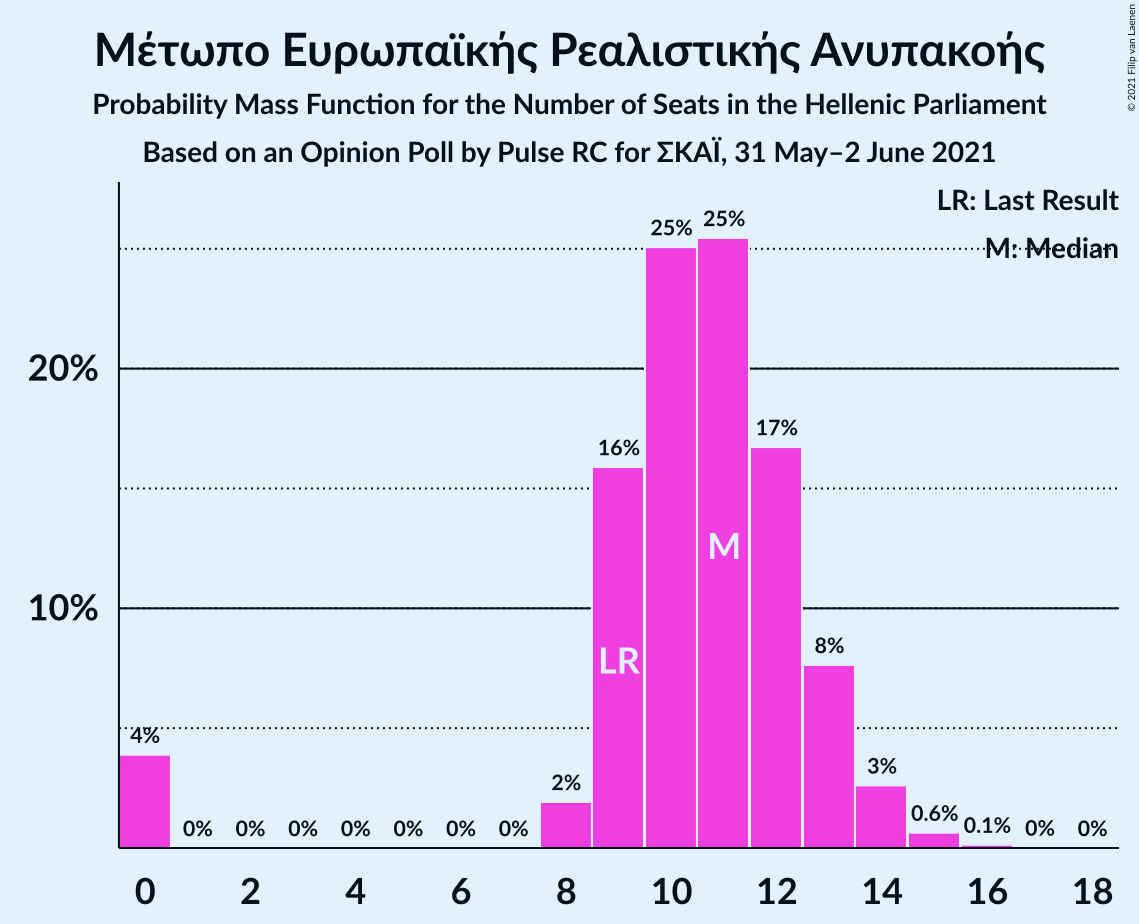 Μέτωπο Ευρωπαϊκής Ρεαλιστικής Ανυπακοής
Probability Mass Function for the Number of Seats in the Hellenic Parliament
Based on an Opinion Poll by Pulse RC for ΣΚΑΪ, 31 May–2 June 2021
© 2021 Filip van Laenen
LR: Last Result
M: Median
25% 25%
20%
17%
16%
M
10%
8%
LR
4%
3%
2%
0.6% 0.1%
0% 0% 0% 0% 0% 0% 0% 0% 0%
0 2 4 6 8 10 12 14 16 18